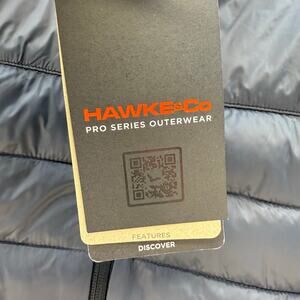 HAWKE&Co
PRO SERIES OUTERWEAR
FEATURES
DISCOVER